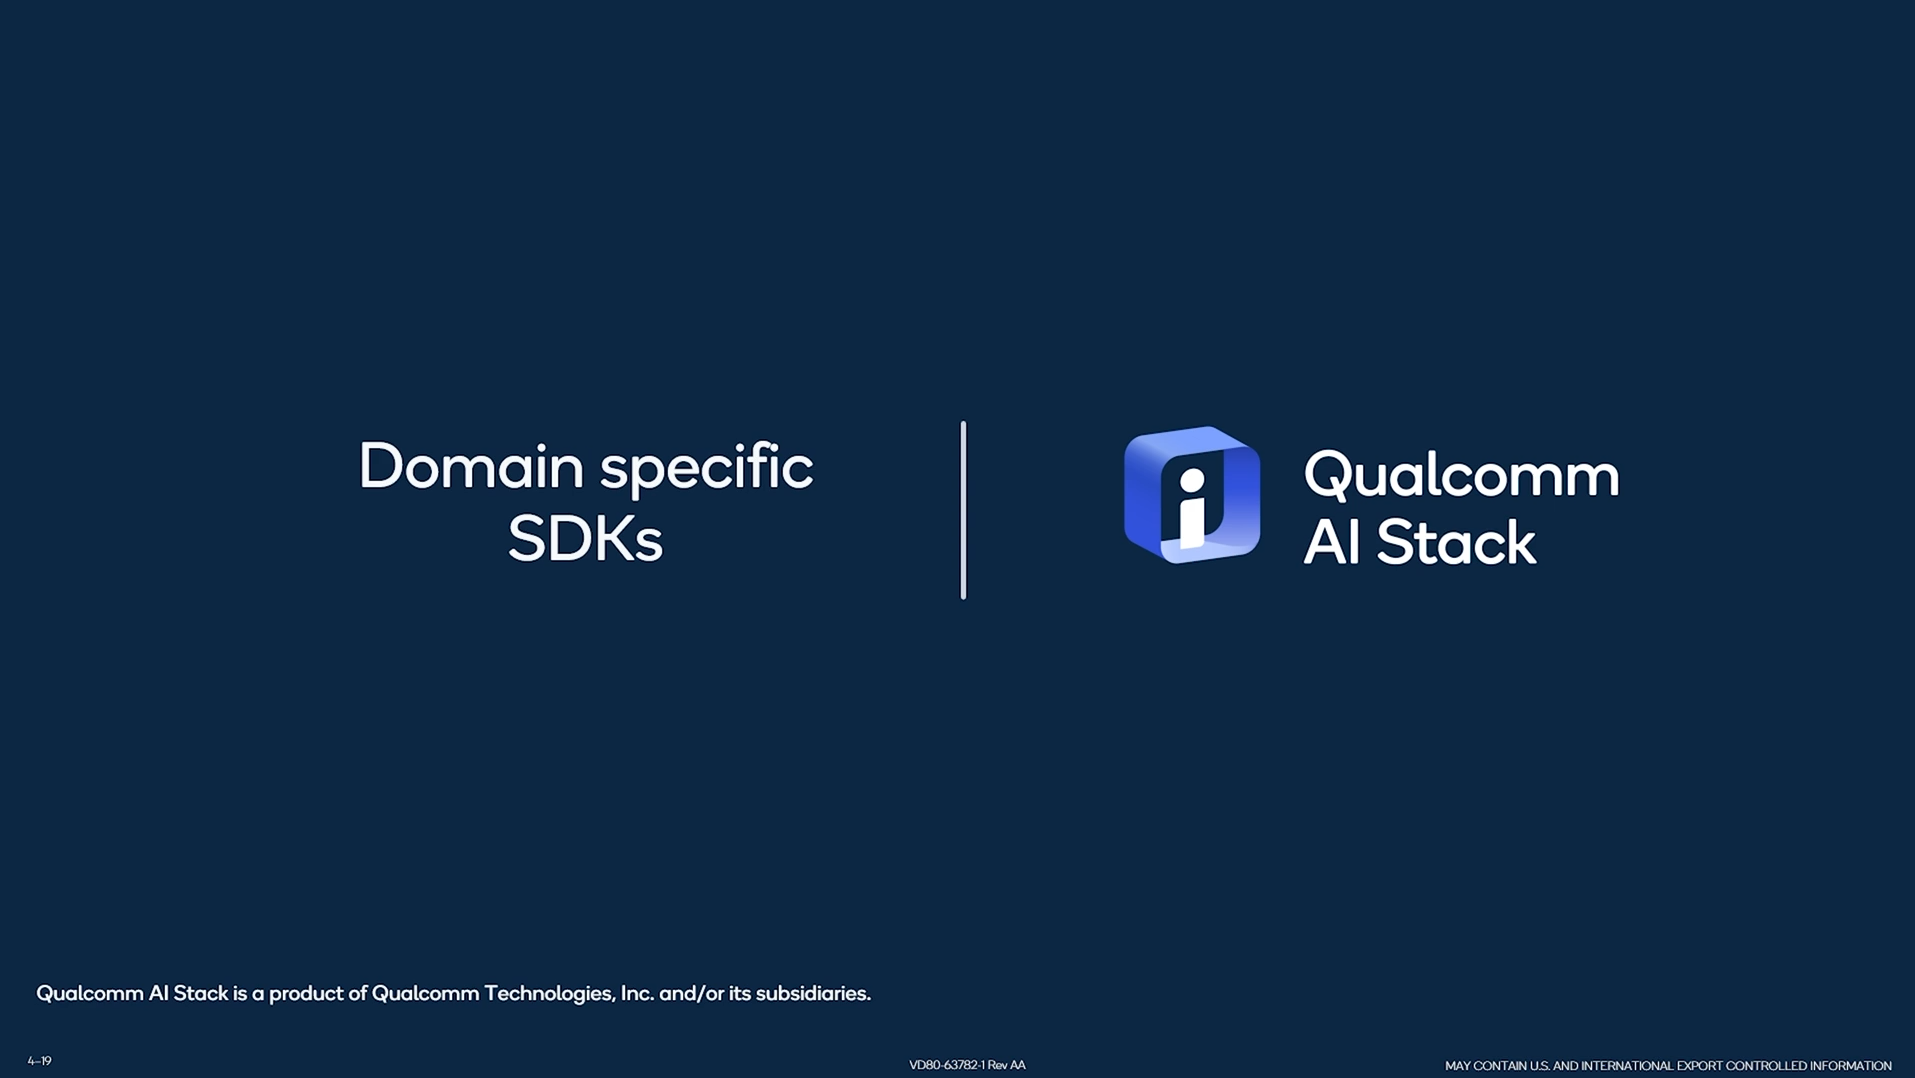 Domain specific
SDKs
Qualcomm
AI Stack
Qualcomm AI Stack is a product of Qualcomm Technologies, Inc. and/or its subsidiaries.
4–19
VD80-63782-1 Rev AA
MAY CONTAIN U.S. AND INTERNATIONAL EXPORT CONTROLLED INFORMATION